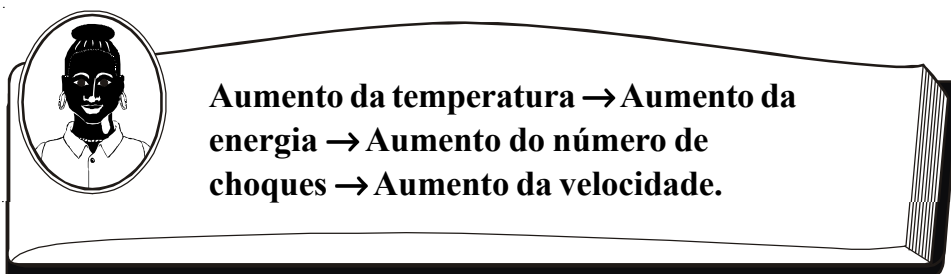 Aumento da temperatura → Aumento da
energia → Aumento do número de
choques → Aumento da velocidade.